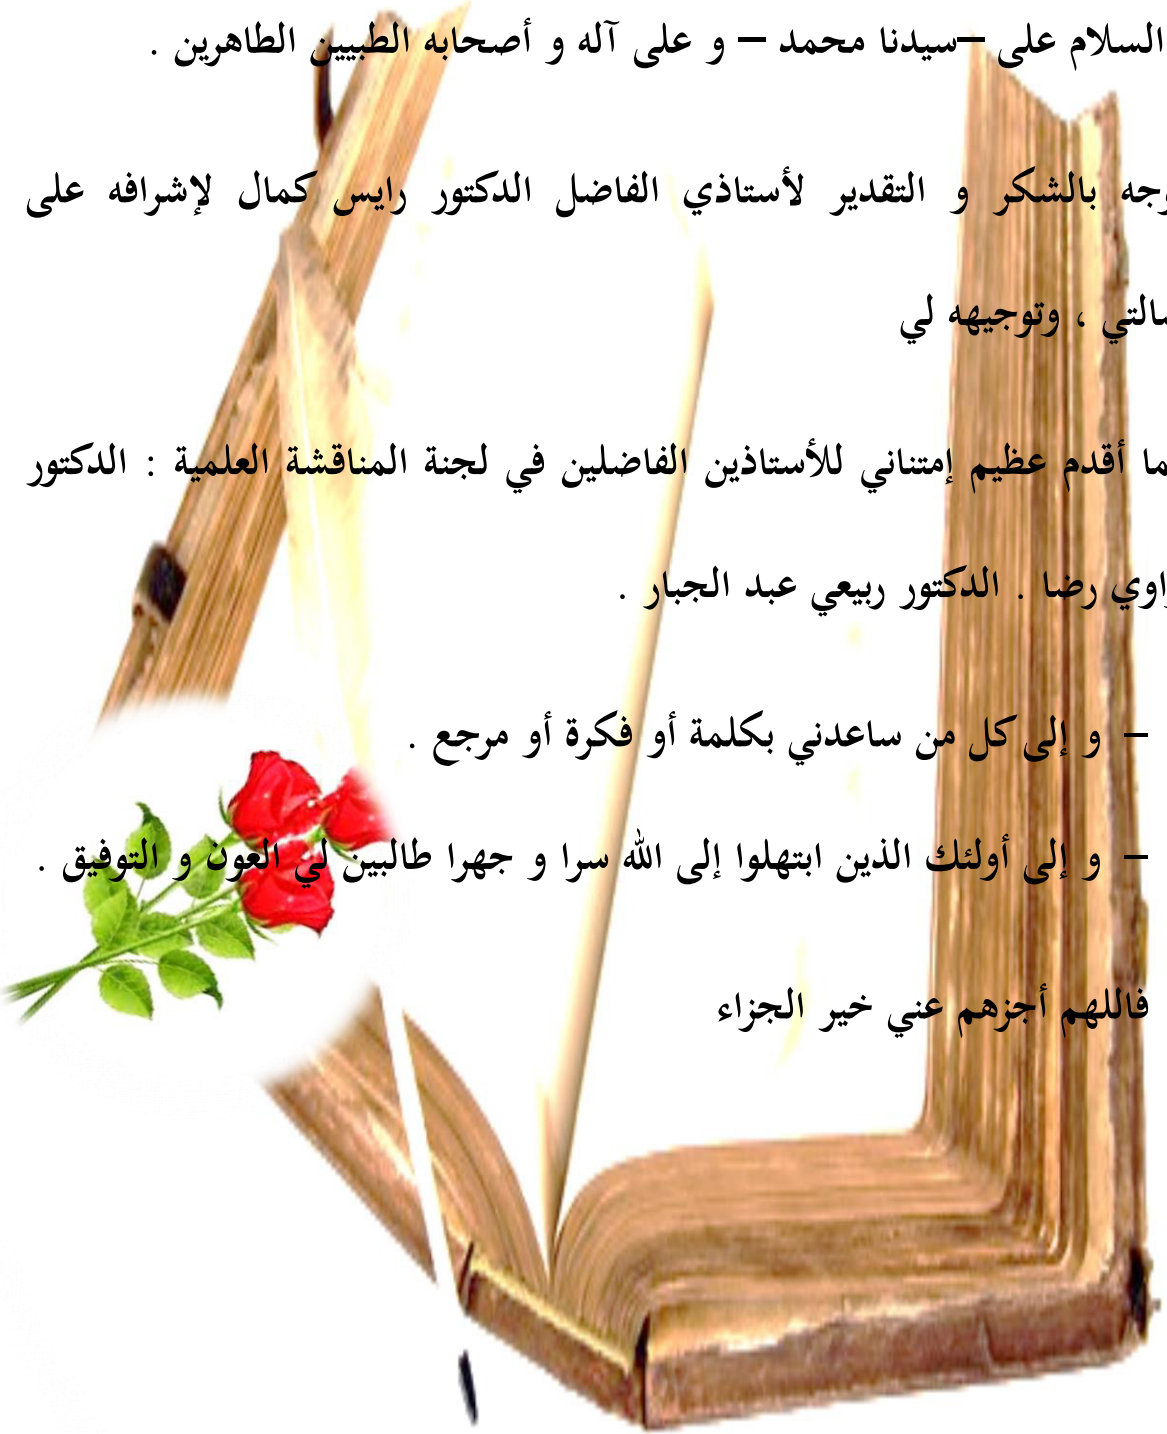 السلام على –سيدنا محمد – و على آله و أصحابه الطبيين الطاهرين .
وجه بالشكر و التقدير لأستاذي الفاضل الدكتور رايس كمال لإشرافه على
سالتي ، وتوجيهه لي
ما أقدم عظيم إمتناني للأستاذين الفاضلين في لجنة المناقشة العلمية : الدكتور
اوي رضا . الدكتور ربيعي عبد الجبار .
– و إلى كل من ساعدني بكلمة أو فكرة أو مرجع .
– و إلى أولئك الذين ابتهلوا إلى الله سرا و جهرا طالبين لي العون و التوفيق .
فاللهم أجزهم عني خير الجزاء